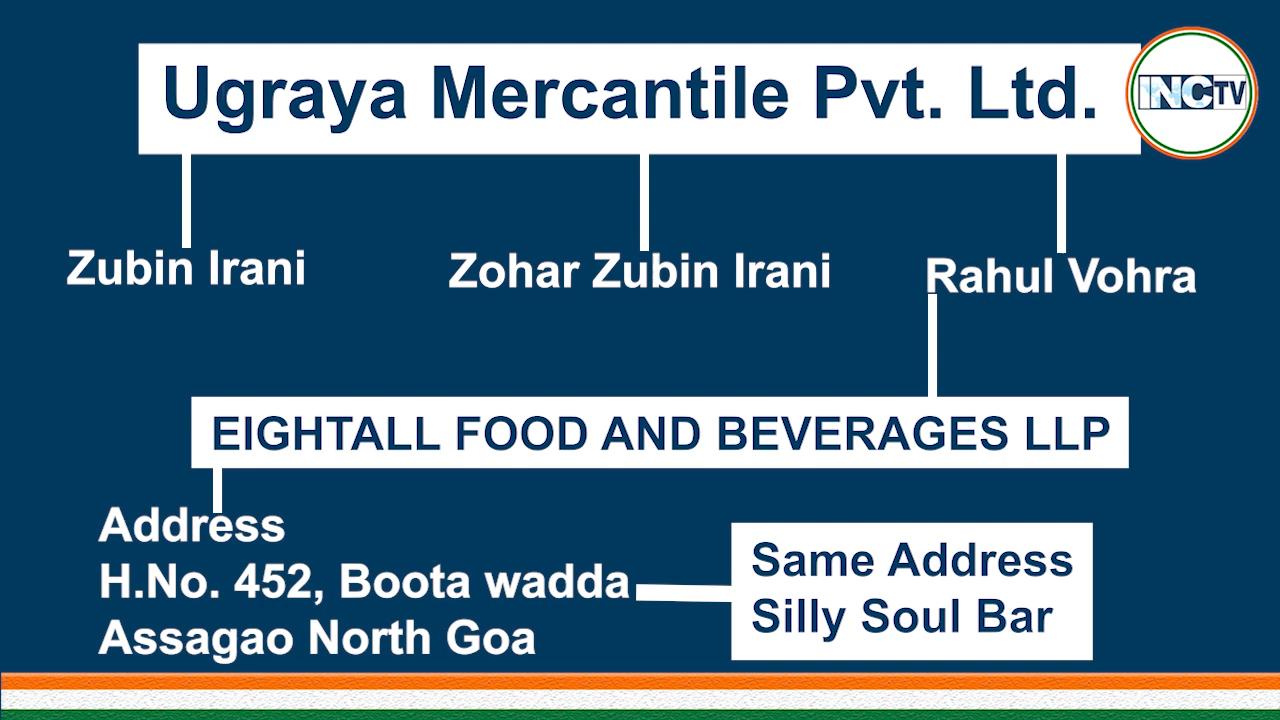 Ugraya Mercantile Pvt. Ltd.
INCTV
Zubin Irani
Zohar Zubin Irani
Rahul Vohra
EIGHTALL FOOD AND BEVERAGES LLP
Address
H.No. 452, Boota wadda
Assagao North Goa
Same Address
Silly Soul Bar